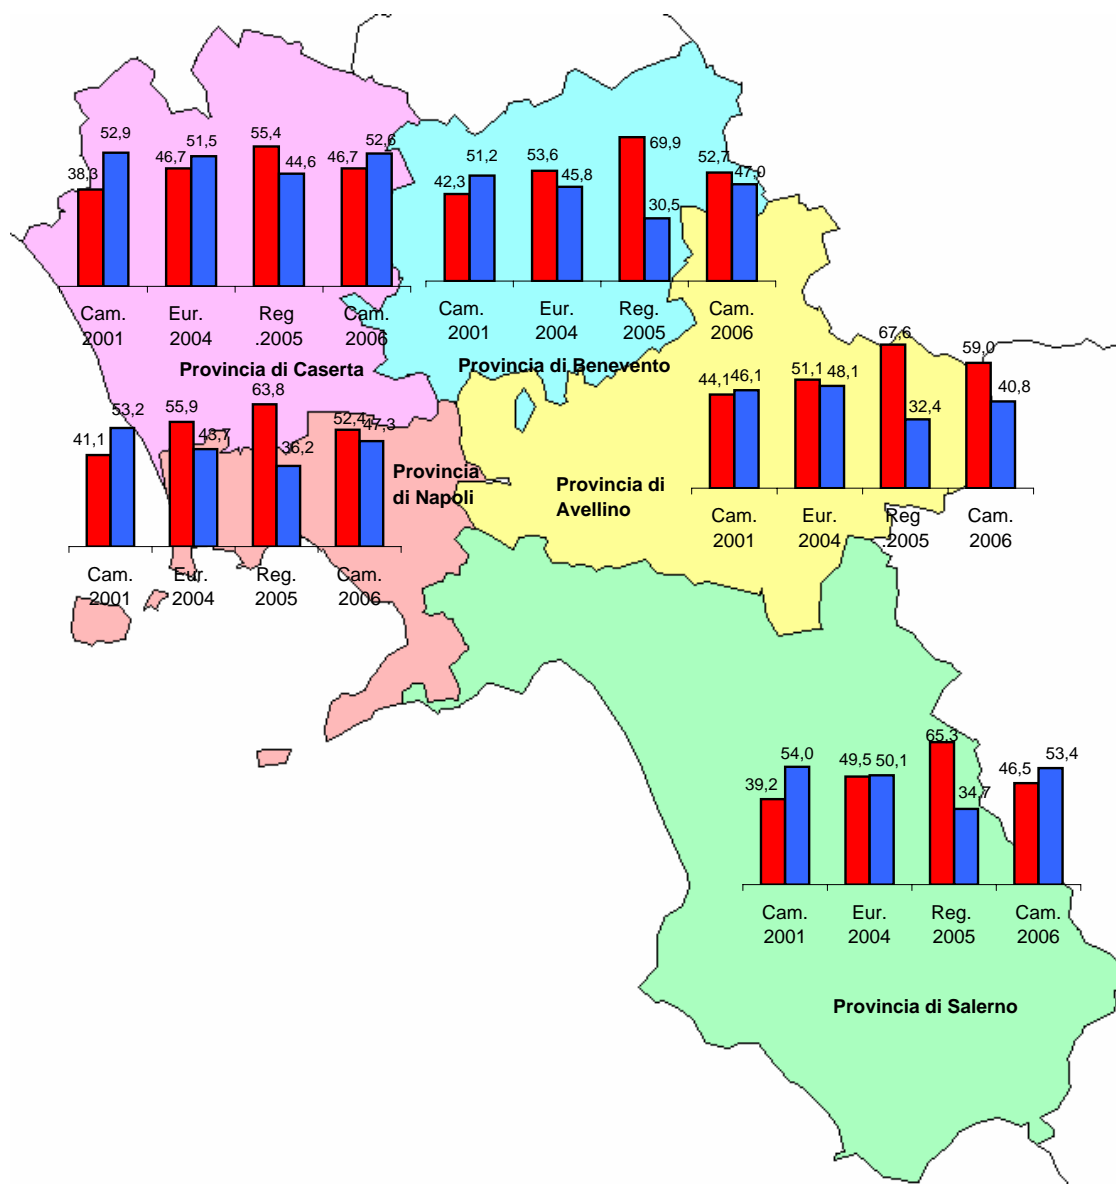 52,9
51,5
55,4
52,6
38,3
46,7
44,6
46,7
Cam. Eur. Reg Cam.
2001 2004 .2005 2006
Provincia di Caserta
51,2
53,6
69,9
52,7
42,3
45,8
30,5
47,0
Cam. Eur. Reg. Cam.
2001 2004 2005 2006
Provincia di Benevento
53,2
55,9
63,8
52,4
41,1
43,7
36,2
47,3
Provincia
di Napoli
Cam. Eur. Reg. Cam.
2001 2004 2005 2006
67,6
59,0
44,1
46,1
51,1
48,1
32,4
40,8
Provincia di
Avellino
Cam. Eur. Reg Cam.
2001 2004 .2005 2006
54,0
49,5
50,1
65,3
53,4
39,2
34,7
46,5
Cam. Eur. Reg. Cam.
2001 2004 2005 2006
Provincia di Salerno